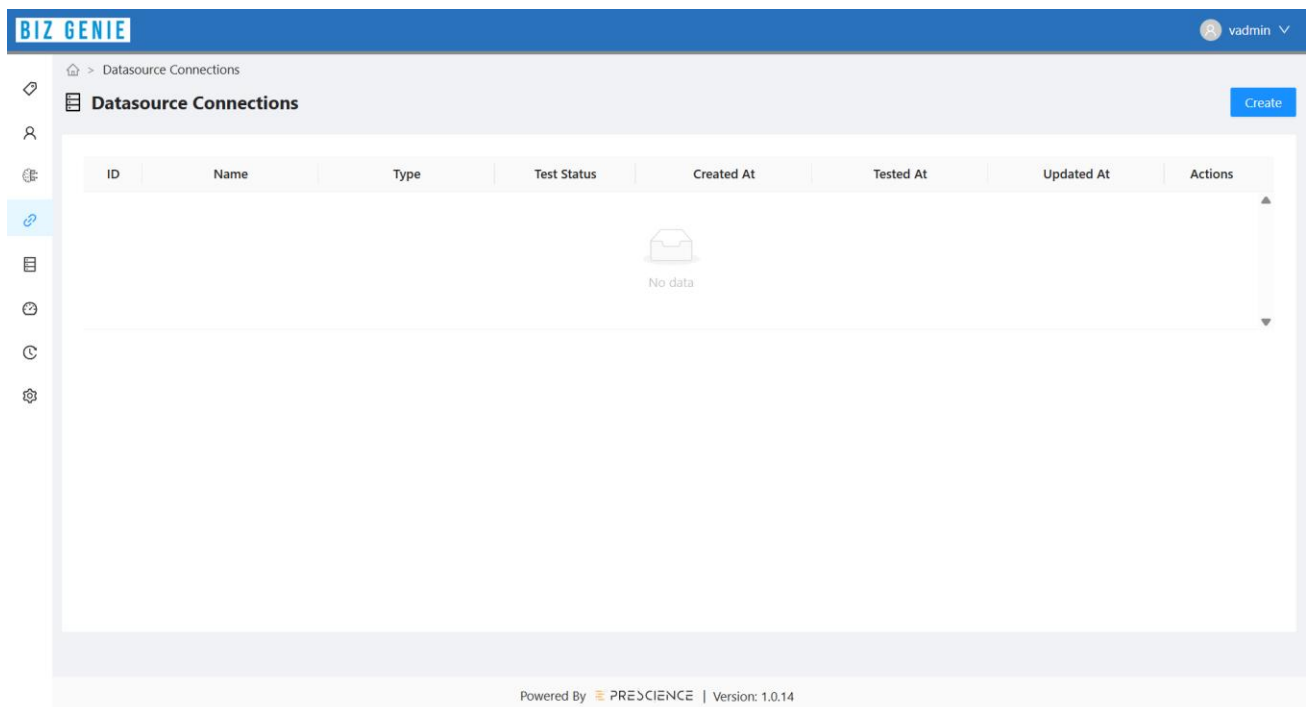 BIZ GENIE
vadmin
> Datasource Connections
Datasource Connections
Create
ID Name Type Test Status Created At Tested At Updated At Actions
No data
Powered By PRESCIENCE | Version: 1.0.14